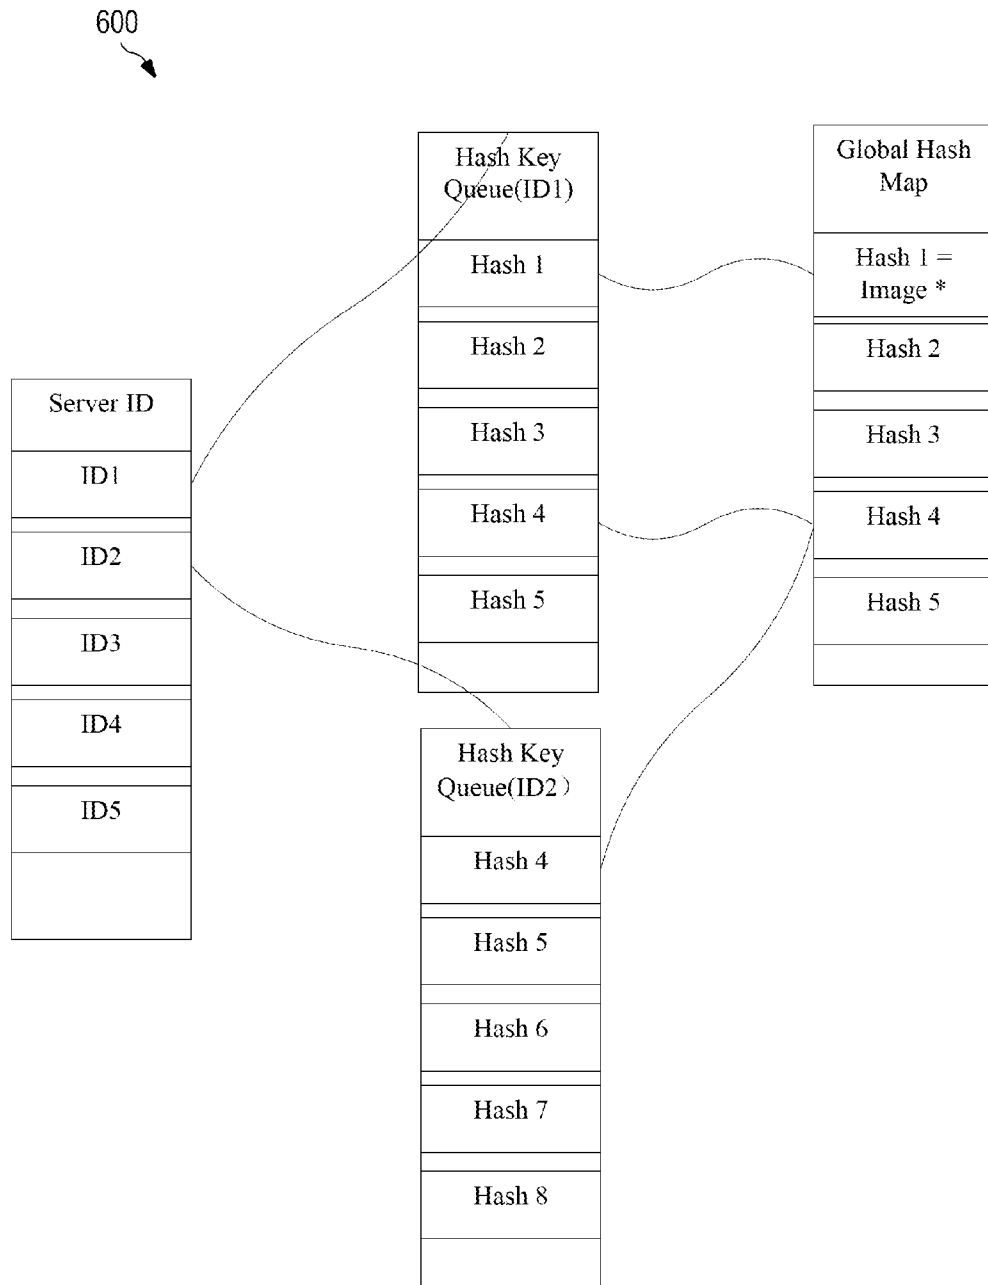 600
Server ID
ID1
ID2
ID3
ID4
ID5
Hash Key
Queue(ID1)
Hash 1
Hash 2
Hash 3
Hash 4
Hash 5
Hash Key
Queue(ID2）
Hash 4
Hash 5
Hash 6
Hash 7
Hash 8
Global Hash
Map
Hash 1 =
Image *
Hash 2
Hash 3
Hash 4
Hash 5